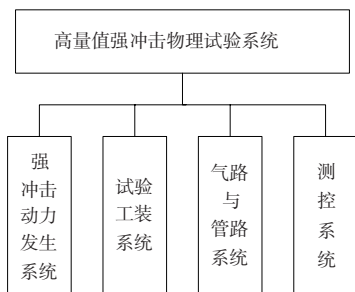 高量值强冲击物理试验系统
强
冲击
动力
发生
系统
试验
工装
系统
气路
与
管路
系统
测
控
系
统